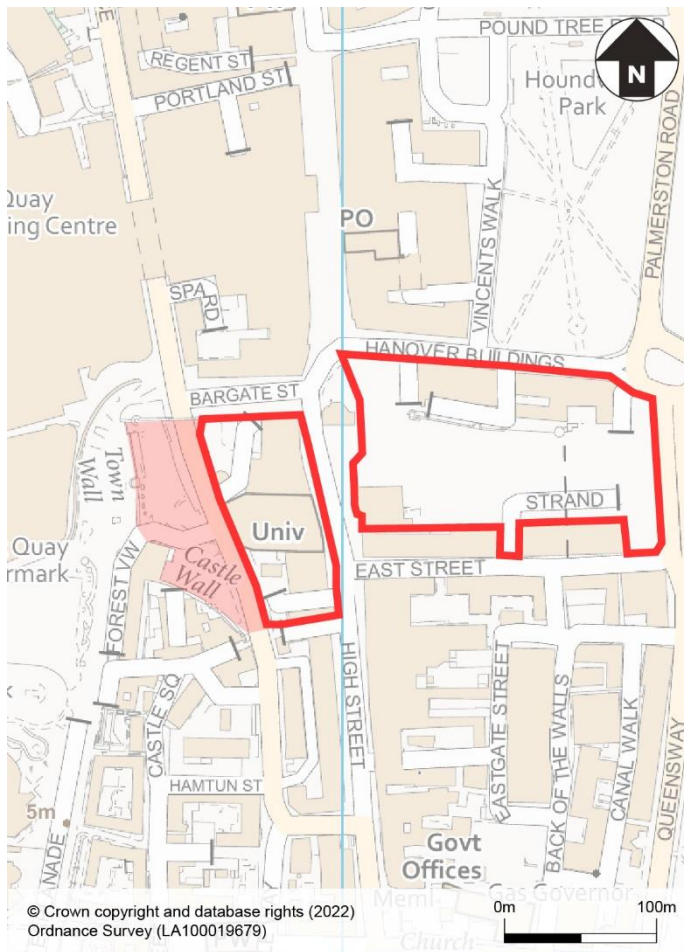 POUND TREE
REGENT ST
PORTLAND ST
N
Park
PALMERSTON ROAD
Quay
ing Centre
PO
VINCENTS WALK
SPA RD
HANOVER BUILDINGS
BARGATE ST
Town
Wall
STRAND
Univ
Quay
ermark
Castle
Wall
FOREST VW
EAST STREET
HIGH STREET
CASTLE SQ
EASTGATE STREET
BACK OF THE WALLS
CANAL WALK
QUEENSWAY
HAMTUN ST
5m
Govt
Offices
Meml
Gas Governor
Church
© Crown copyright and database rights (2022)
Ordnance Survey (LA100019679)
0m 100m